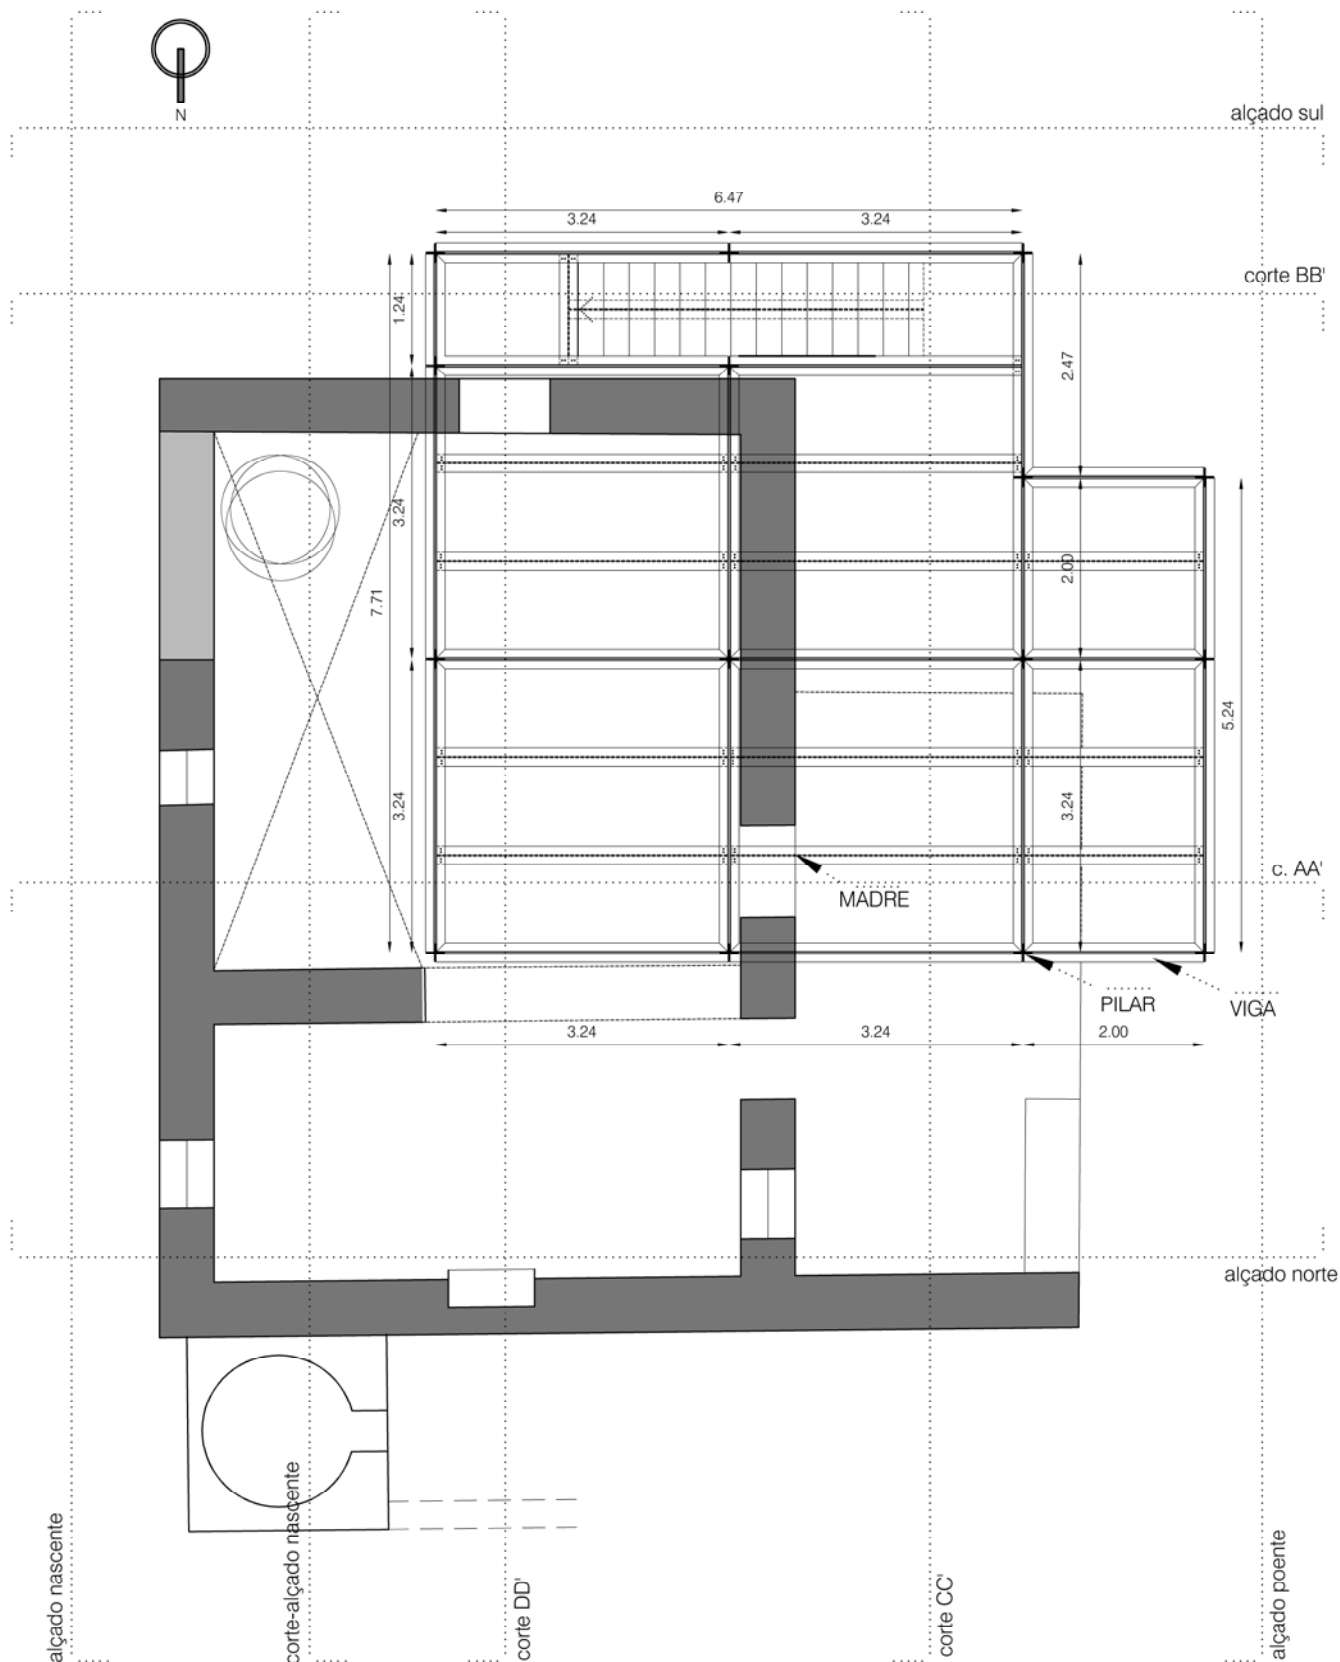 N
alçado sul
6.47
3.24
3.24
corte BB'
1.24
2.47
3.24
2.00
7.71
5.24
3.24
3.24
c. AA'
MADRE
PILAR
VIGA
3.24
3.24
2.00
alçado norte
alçado nascente
corte-alçado nascente
corte DD'
corte CC'
alçado poente